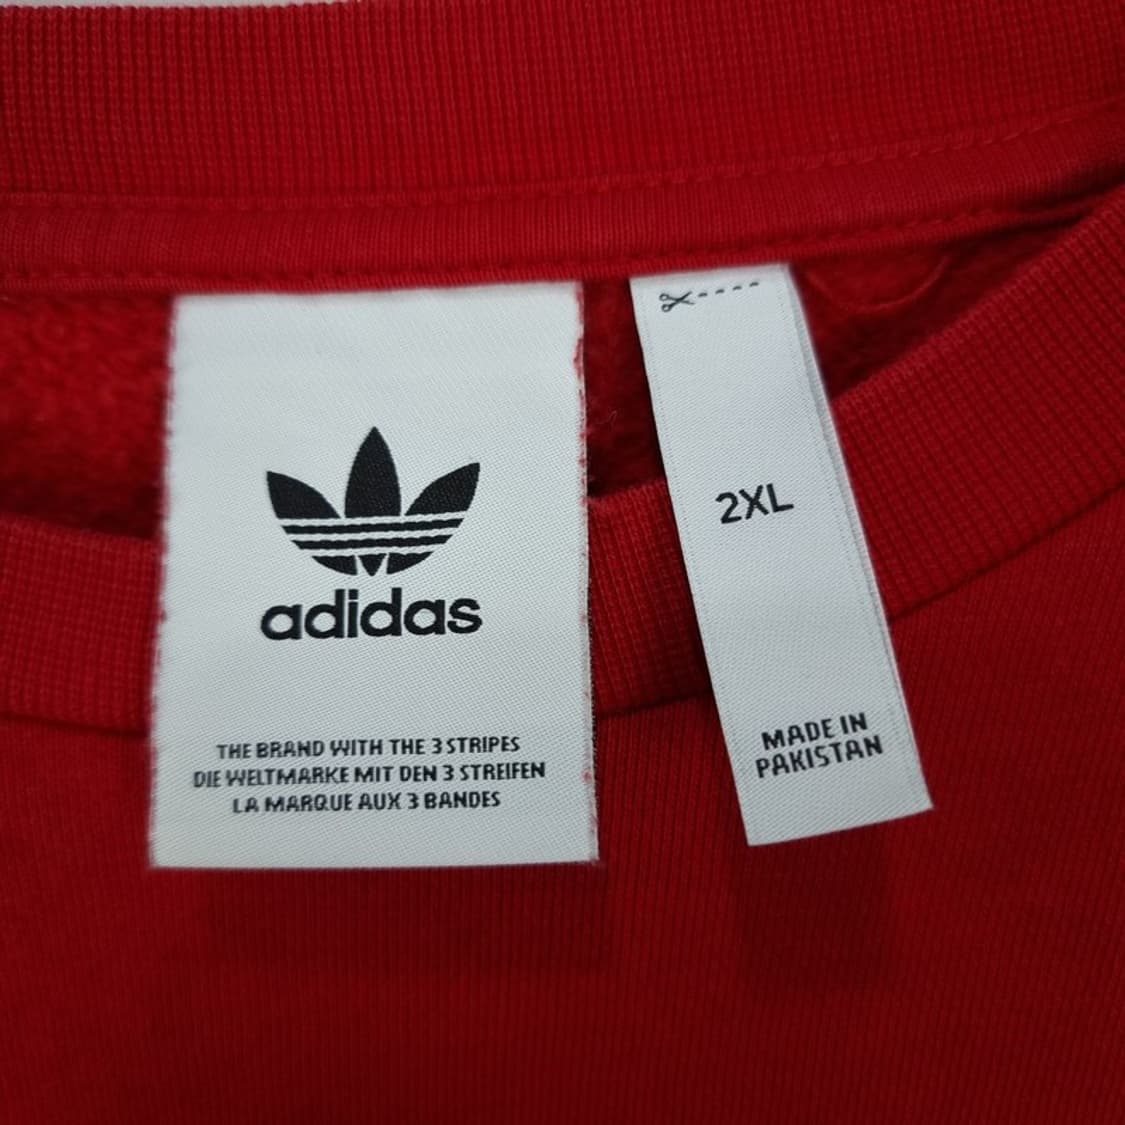 adidas
THE BRAND WITH THE 3 STRIPES
DIE WELTMARKE MIT DEN 3 STREIFEN
LA MARQUE AUX 3 BANDES
2XL
MADE IN
PAKISTAN